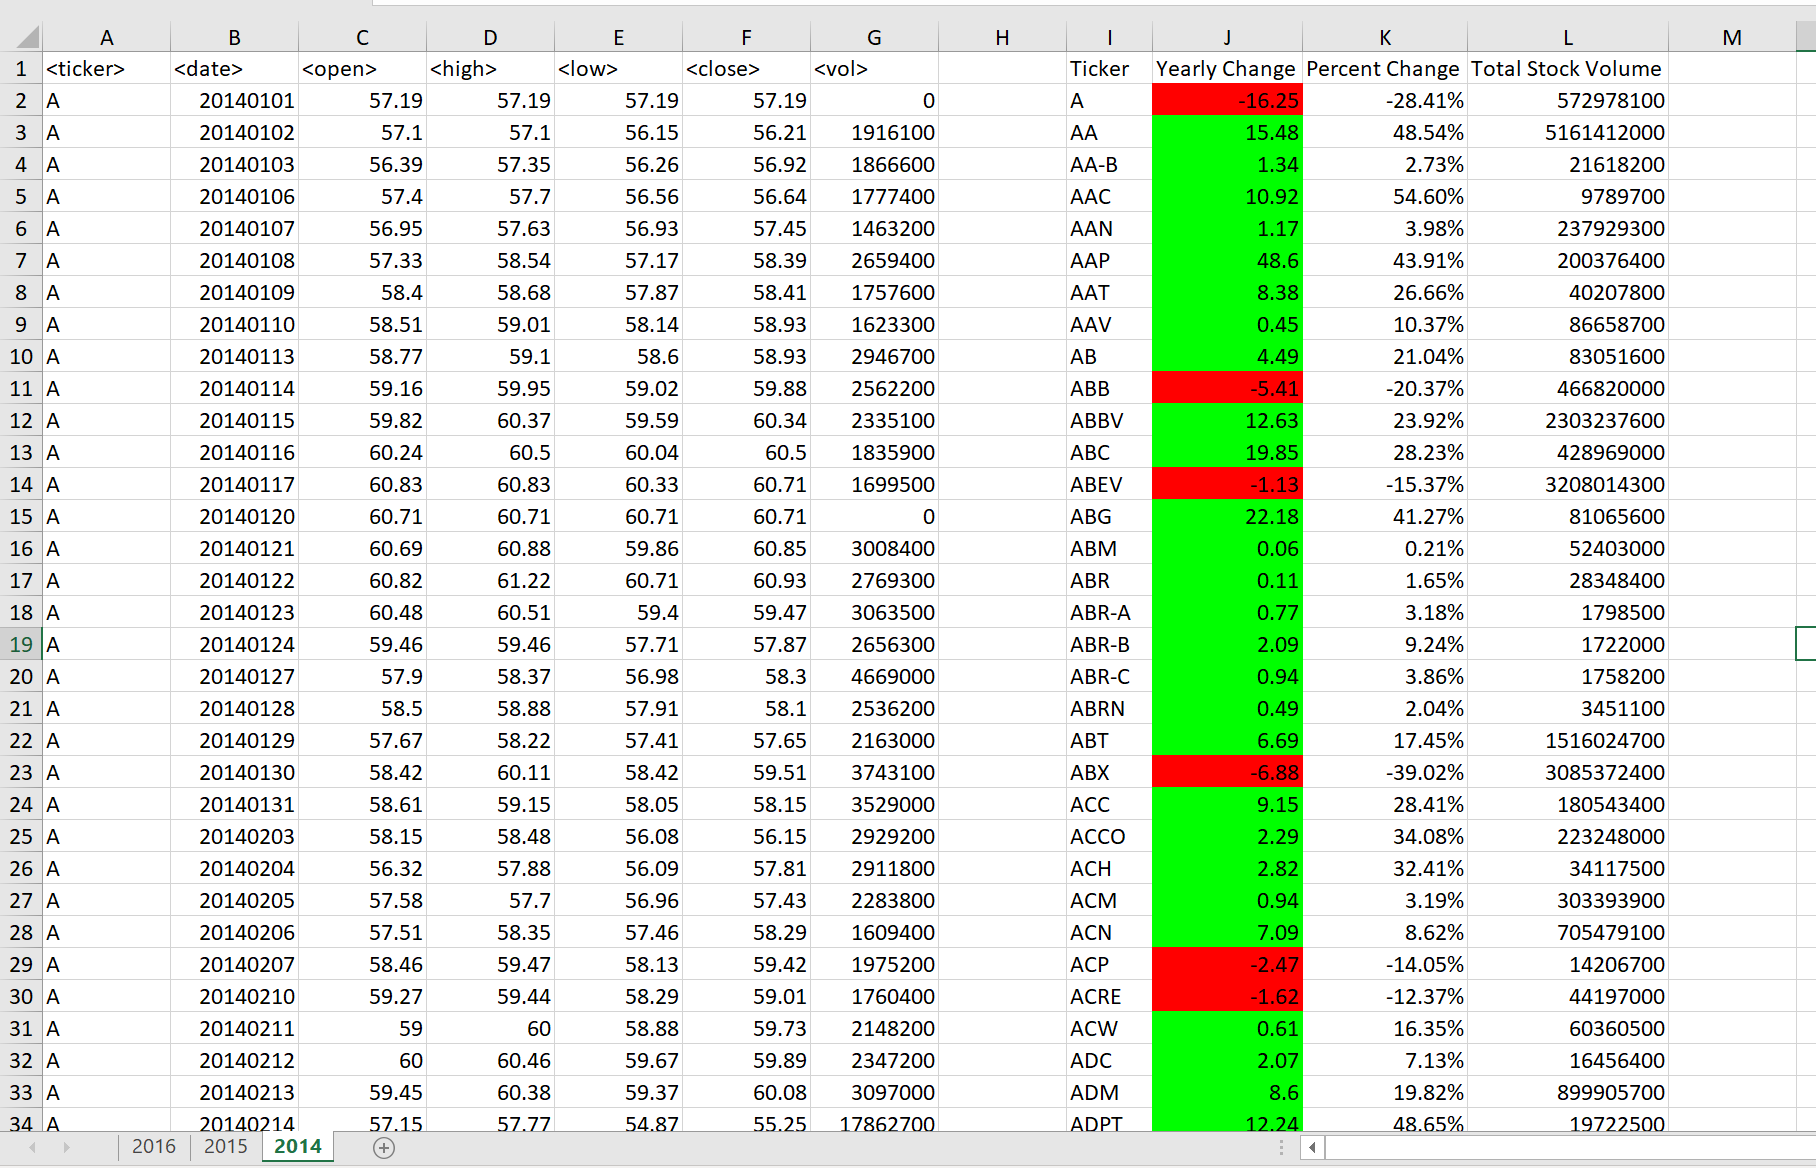 A B C D E F G H I J K L M
1 <ticker> <date> <open> <high> <low> <close> <vol> Ticker Yearly Change Percent Change Total Stock Volume
2 A 20140101 57.19 57.19 57.19 57.19 0 A -16.25 -28.41% 572978100
3 A 20140102 57.1 57.1 56.15 56.21 1916100 AA 15.48 48.54% 5161412000
4 A 20140103 56.39 57.35 56.26 56.92 1866600 AA-B 1.34 2.73% 21618200
5 A 20140106 57.4 57.7 56.56 56.64 1777400 AAC 10.92 54.60% 9789700
6 A 20140107 56.95 57.63 56.93 57.45 1463200 AAN 1.17 3.98% 237929300
7 A 20140108 57.33 58.54 57.17 58.39 2659400 AAP 48.6 43.91% 200376400
8 A 20140109 58.4 58.68 57.87 58.41 1757600 AAT 8.38 26.66% 40207800
9 A 20140110 58.51 59.01 58.14 58.93 1623300 AAV 0.45 10.37% 86658700
10 A 20140113 58.77 59.1 58.6 58.93 2946700 AB 4.49 21.04% 83051600
11 A 20140114 59.16 59.95 59.02 59.88 2562200 ABB -5.41 -20.37% 466820000
12 A 20140115 59.82 60.37 59.59 60.34 2335100 ABBV 12.63 23.92% 2303237600
13 A 20140116 60.24 60.5 60.04 60.5 1835900 ABC 19.85 28.23% 428969000
14 A 20140117 60.83 60.83 60.33 60.71 1699500 ABEV -1.13 -15.37% 3208014300
15 A 20140120 60.71 60.71 60.71 60.71 0 ABG 22.18 41.27% 81065600
16 A 20140121 60.69 60.88 59.86 60.85 3008400 ABM 0.06 0.21% 52403000
17 A 20140122 60.82 61.22 60.71 60.93 2769300 ABR 0.11 1.65% 28348400
18 A 20140123 60.48 60.51 59.4 59.47 3063500 ABR-A 0.77 3.18% 1798500
19 A 20140124 59.46 59.46 57.71 57.87 2656300 ABR-B 2.09 9.24% 1722000
20 A 20140127 57.9 58.37 56.98 58.3 4669000 ABR-C 0.94 3.86% 1758200
21 A 20140128 58.5 58.88 57.91 58.1 2536200 ABRN 0.49 2.04% 3451100
22 A 20140129 57.67 58.22 57.41 57.65 2163000 ABT 6.69 17.45% 1516024700
23 A 20140130 58.42 60.11 58.42 59.51 3743100 ABX -6.88 -39.02% 3085372400
24 A 20140131 58.61 59.15 58.05 58.15 3529000 ACC 9.15 28.41% 180543400
25 A 20140203 58.15 58.48 56.08 56.15 2929200 ACCO 2.29 34.08% 223248000
26 A 20140204 56.32 57.88 56.09 57.81 2911800 ACH 2.82 32.41% 34117500
27 A 20140205 57.58 57.7 56.96 57.43 2283800 ACM 0.94 3.19% 303393900
28 A 20140206 57.51 58.35 57.46 58.29 1609400 ACN 7.09 8.62% 705479100
29 A 20140207 58.46 59.47 58.13 59.42 1975200 ACP -2.47 -14.05% 14206700
30 A 20140210 59.27 59.44 58.29 59.01 1760400 ACRE -1.62 -12.37% 44197000
31 A 20140211 59 60 58.88 59.73 2148200 ACW 0.61 16.35% 60360500
32 A 20140212 60 60.46 59.67 59.89 2347200 ADC 2.07 7.13% 16456400
33 A 20140213 59.45 60.38 59.37 60.08 3097000 ADM 8.6 19.82% 899905700
34 A 20140214 57.15 57.77 54.87 55.25 17862700 ADPT 12.24 48.65% 19722500
2016 2015 2014